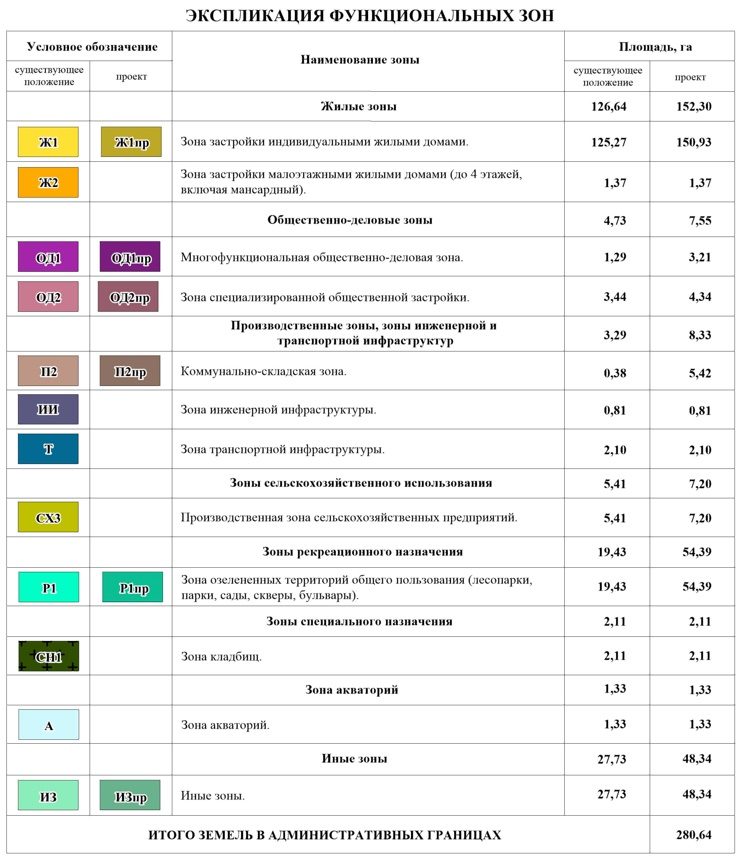 ЭКСПЛИКАЦИЯ ФУНКЦИОНАЛЬНЫХ ЗОН
Условное обозначение
Наименование зоны
Площадь, га
существующее положение
проект
существующее положение
проект
Жилые зоны 126,64 152,30
Ж1 Ж1пр Зона застройки индивидуальными жилыми домами. 125,27 150,93
Ж2 Зона застройки малоэтажными жилыми домами (до 4 этажей,
включая мансардный). 1,37 1,37
Общественно-деловые зоны 4,73 7,55
ОД1 ОД1пр Многофункциональная общественно-деловая зона. 1,29 3,21
ОД2 ОД2пр Зона специализированной общественной застройки. 3,44 4,34
Производственные зоны, зоны инженерной и
транспортной инфраструктур 3,29 8,33
П2 П2пр Коммунально-складская зона. 0,38 5,42
ИИ Зона инженерной инфраструктуры. 0,81 0,81
Т Зона транспортной инфраструктуры. 2,10 2,10
Зоны сельскохозяйственного использования 5,41 7,20
СХ3 Производственная зона сельскохозяйственных предприятий. 5,41 7,20
Зоны рекреационного назначения 19,43 54,39
Р1 Р1пр Зона озелененных территорий общего пользования (лесопарки,
парки, сады, скверы, бульвары). 19,43 54,39
Зоны специального назначения 2,11 2,11
СН1 Зона кладбищ. 2,11 2,11
Зона акваторий 1,33 1,33
А Зона акваторий. 1,33 1,33
Иные зоны 27,73 48,34
ИЗ ИЗпр Иные зоны. 27,73 48,34
ИТОГО ЗЕМЕЛЬ В АДМИНИСТРАТИВНЫХ ГРАНИЦАХ 280,64